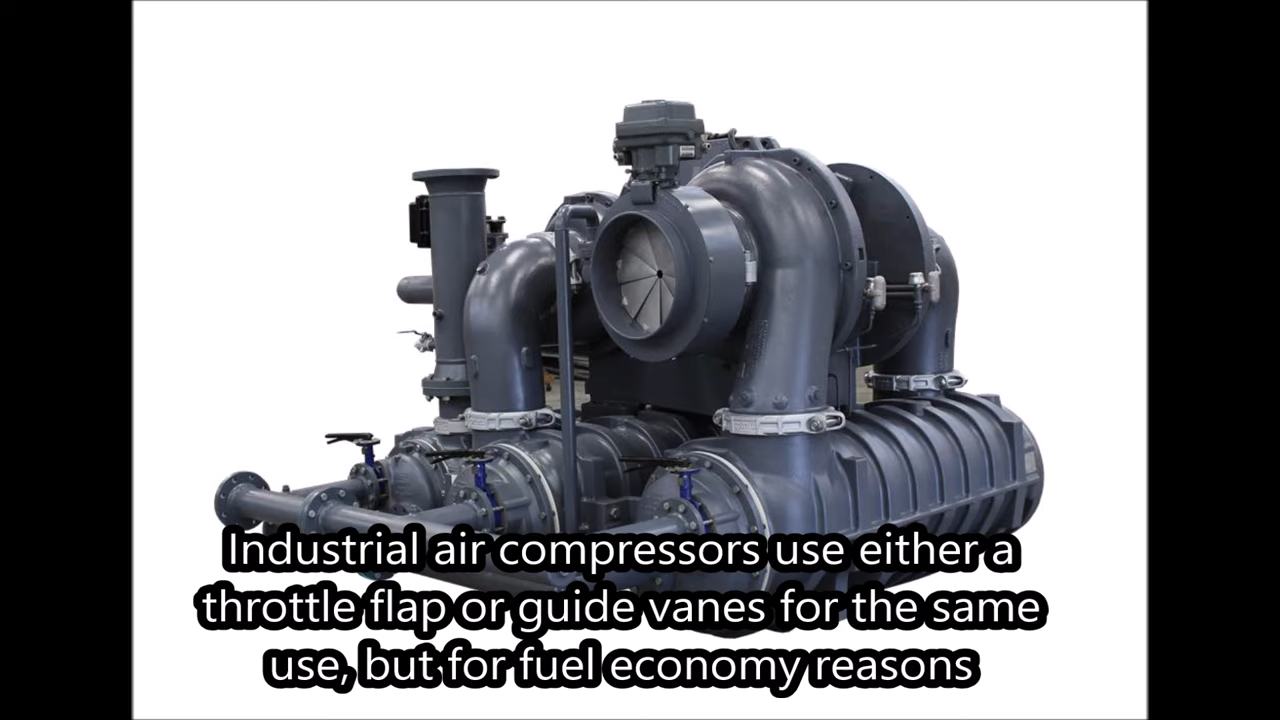 Industrial air compressors use either a
throttle flap or guide vanes for the same
use, but for fuel economy reasons